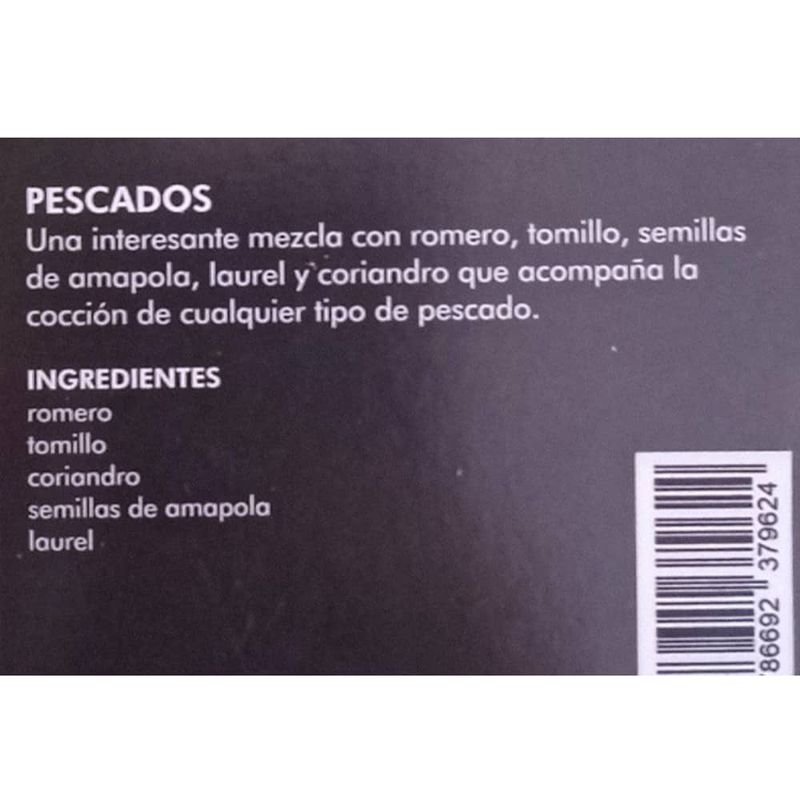 PESCADOS
Una interesante mezcla con romero, tomillo, semillas
de amapola, laurel y coriandro que acompaña la
cocción de cualquier tipo de pescado.
INGREDIENTES
romero
tomillo
coriandro
semillas de amapola
laurel
786692 379624